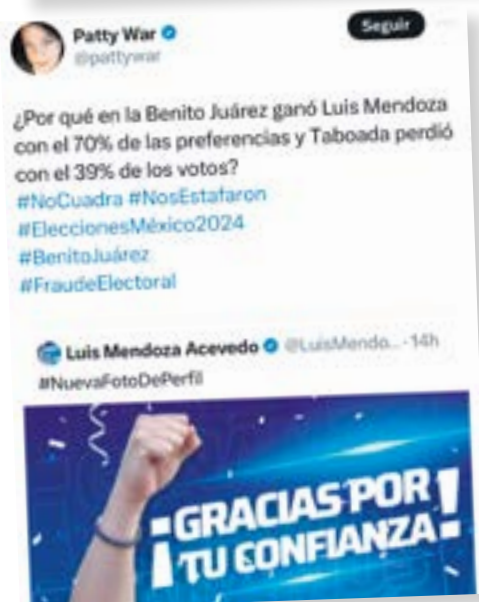 Patty War
@pattywar
Seguir
¿Por qué en la Benito Juárez ganó Luis Mendoza
con el 70% de las preferencias y Taboada perdió
con el 39% de los votos?
#NoCuadra #NosEstafaron
#EleccionesMéxico2024
#BenitoJuárez
#FraudeElectoral
Luis Mendoza Acevedo @LuisMendo... · 14h
#NuevaFotoDePerfil
¡GRACIAS POR
TU CONFIANZA!